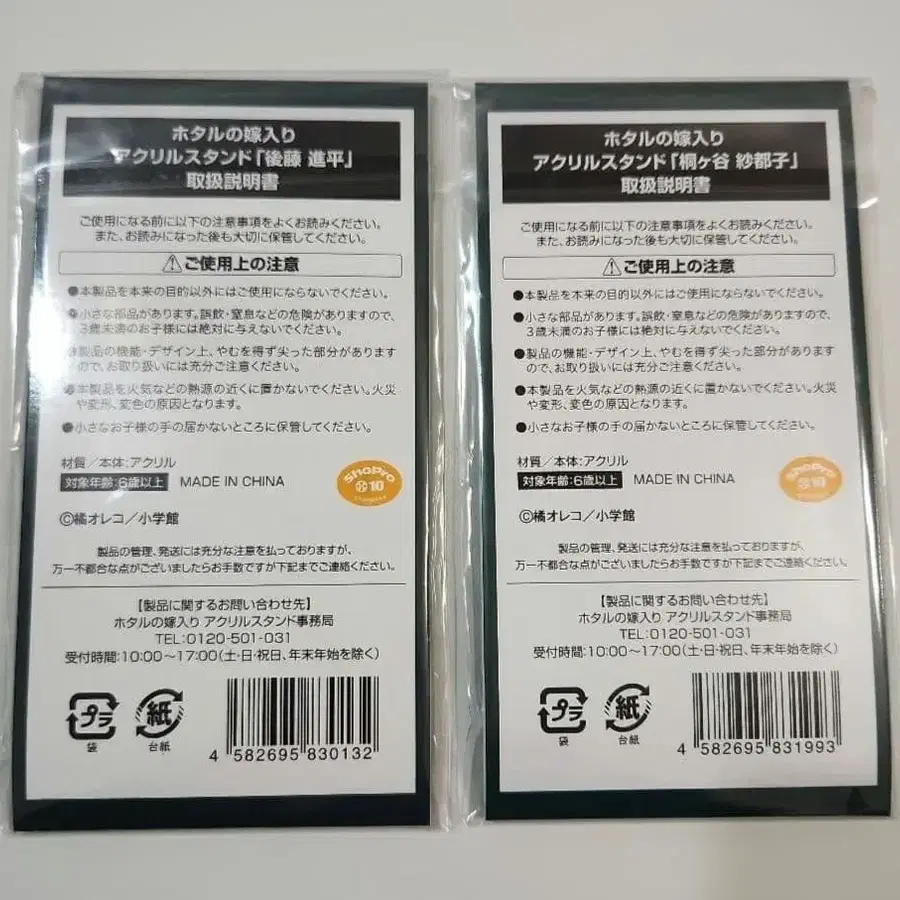 ホタルの嫁入り
アクリルスタンド「後藤 進平」
取扱説明書
ご使用になる前に以下の注意事項をよくお読みください。
また、お読みになった後も大切に保管してください。
⚠ご使用上の注意
●本製品を本来の目的以外にはご使用にならないでください。
●小さな部品があります。誤飲・窒息などの危険がありますので、
3歳未満のお子様には絶対に与えないでください。
●製品の機能・デザイン上、やむを得ず尖った部分があります
ので、お取り扱いには充分ご注意ください。
●本製品を火気などの熱源の近くに置かないでください。火災
や変形、変色の原因となります。
●小さなお子様の手の届かないところに保管してください。
材質／本体:アクリル
対象年齢:6歳以上 MADE IN CHINA
ShoPro
10
©橘オレコ／小学館
製品の管理、発送には充分な注意を払っておりますが、
万一不都合な点がございましたらお手数ですが下記までご連絡ください。
【製品に関するお問い合わせ先】
ホタルの嫁入り アクリルスタンド事務局
TEL:0120-501-031
受付時間:10:00〜17:00(土・日・祝日、年末年始を除く)
プラ
袋
紙
台紙
4 582695 830132
ホタルの嫁入り
アクリルスタンド「桐ヶ谷 紗都子」
取扱説明書
ご使用になる前に以下の注意事項をよくお読みください。
また、お読みになった後も大切に保管してください。
⚠ご使用上の注意
●本製品を本来の目的以外にはご使用にならないでください。
●小さな部品があります。誤飲・窒息などの危険がありますので、
3歳未満のお子様には絶対に与えないでください。
●製品の機能・デザイン上、やむを得ず尖った部分があります
ので、お取り扱いには充分ご注意ください。
●本製品を火気などの熱源の近くに置かないでください。火災
や変形、変色の原因となります。
●小さなお子様の手の届かないところに保管してください。
材質／本体:アクリル
対象年齢:6歳以上 MADE IN CHINA
ShoPro
10
©橘オレコ／小学館
製品の管理、発送には充分な注意を払っておりますが、
万一不都合な点がございましたらお手数ですが下記までご連絡ください。
【製品に関するお問い合わせ先】
ホタルの嫁入り アクリルスタンド事務局
TEL:0120-501-031
受付時間:10:00〜17:00(土・日・祝日、年末年始を除く)
プラ
袋
紙
台紙
4 582695 831993